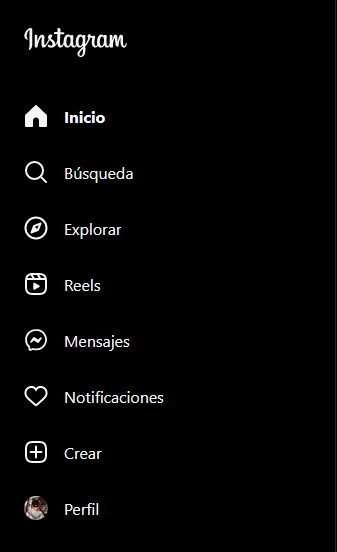 Instagram
Inicio
Búsqueda
Explorar
Reels
Mensajes
Notificaciones
Crear
Perfil